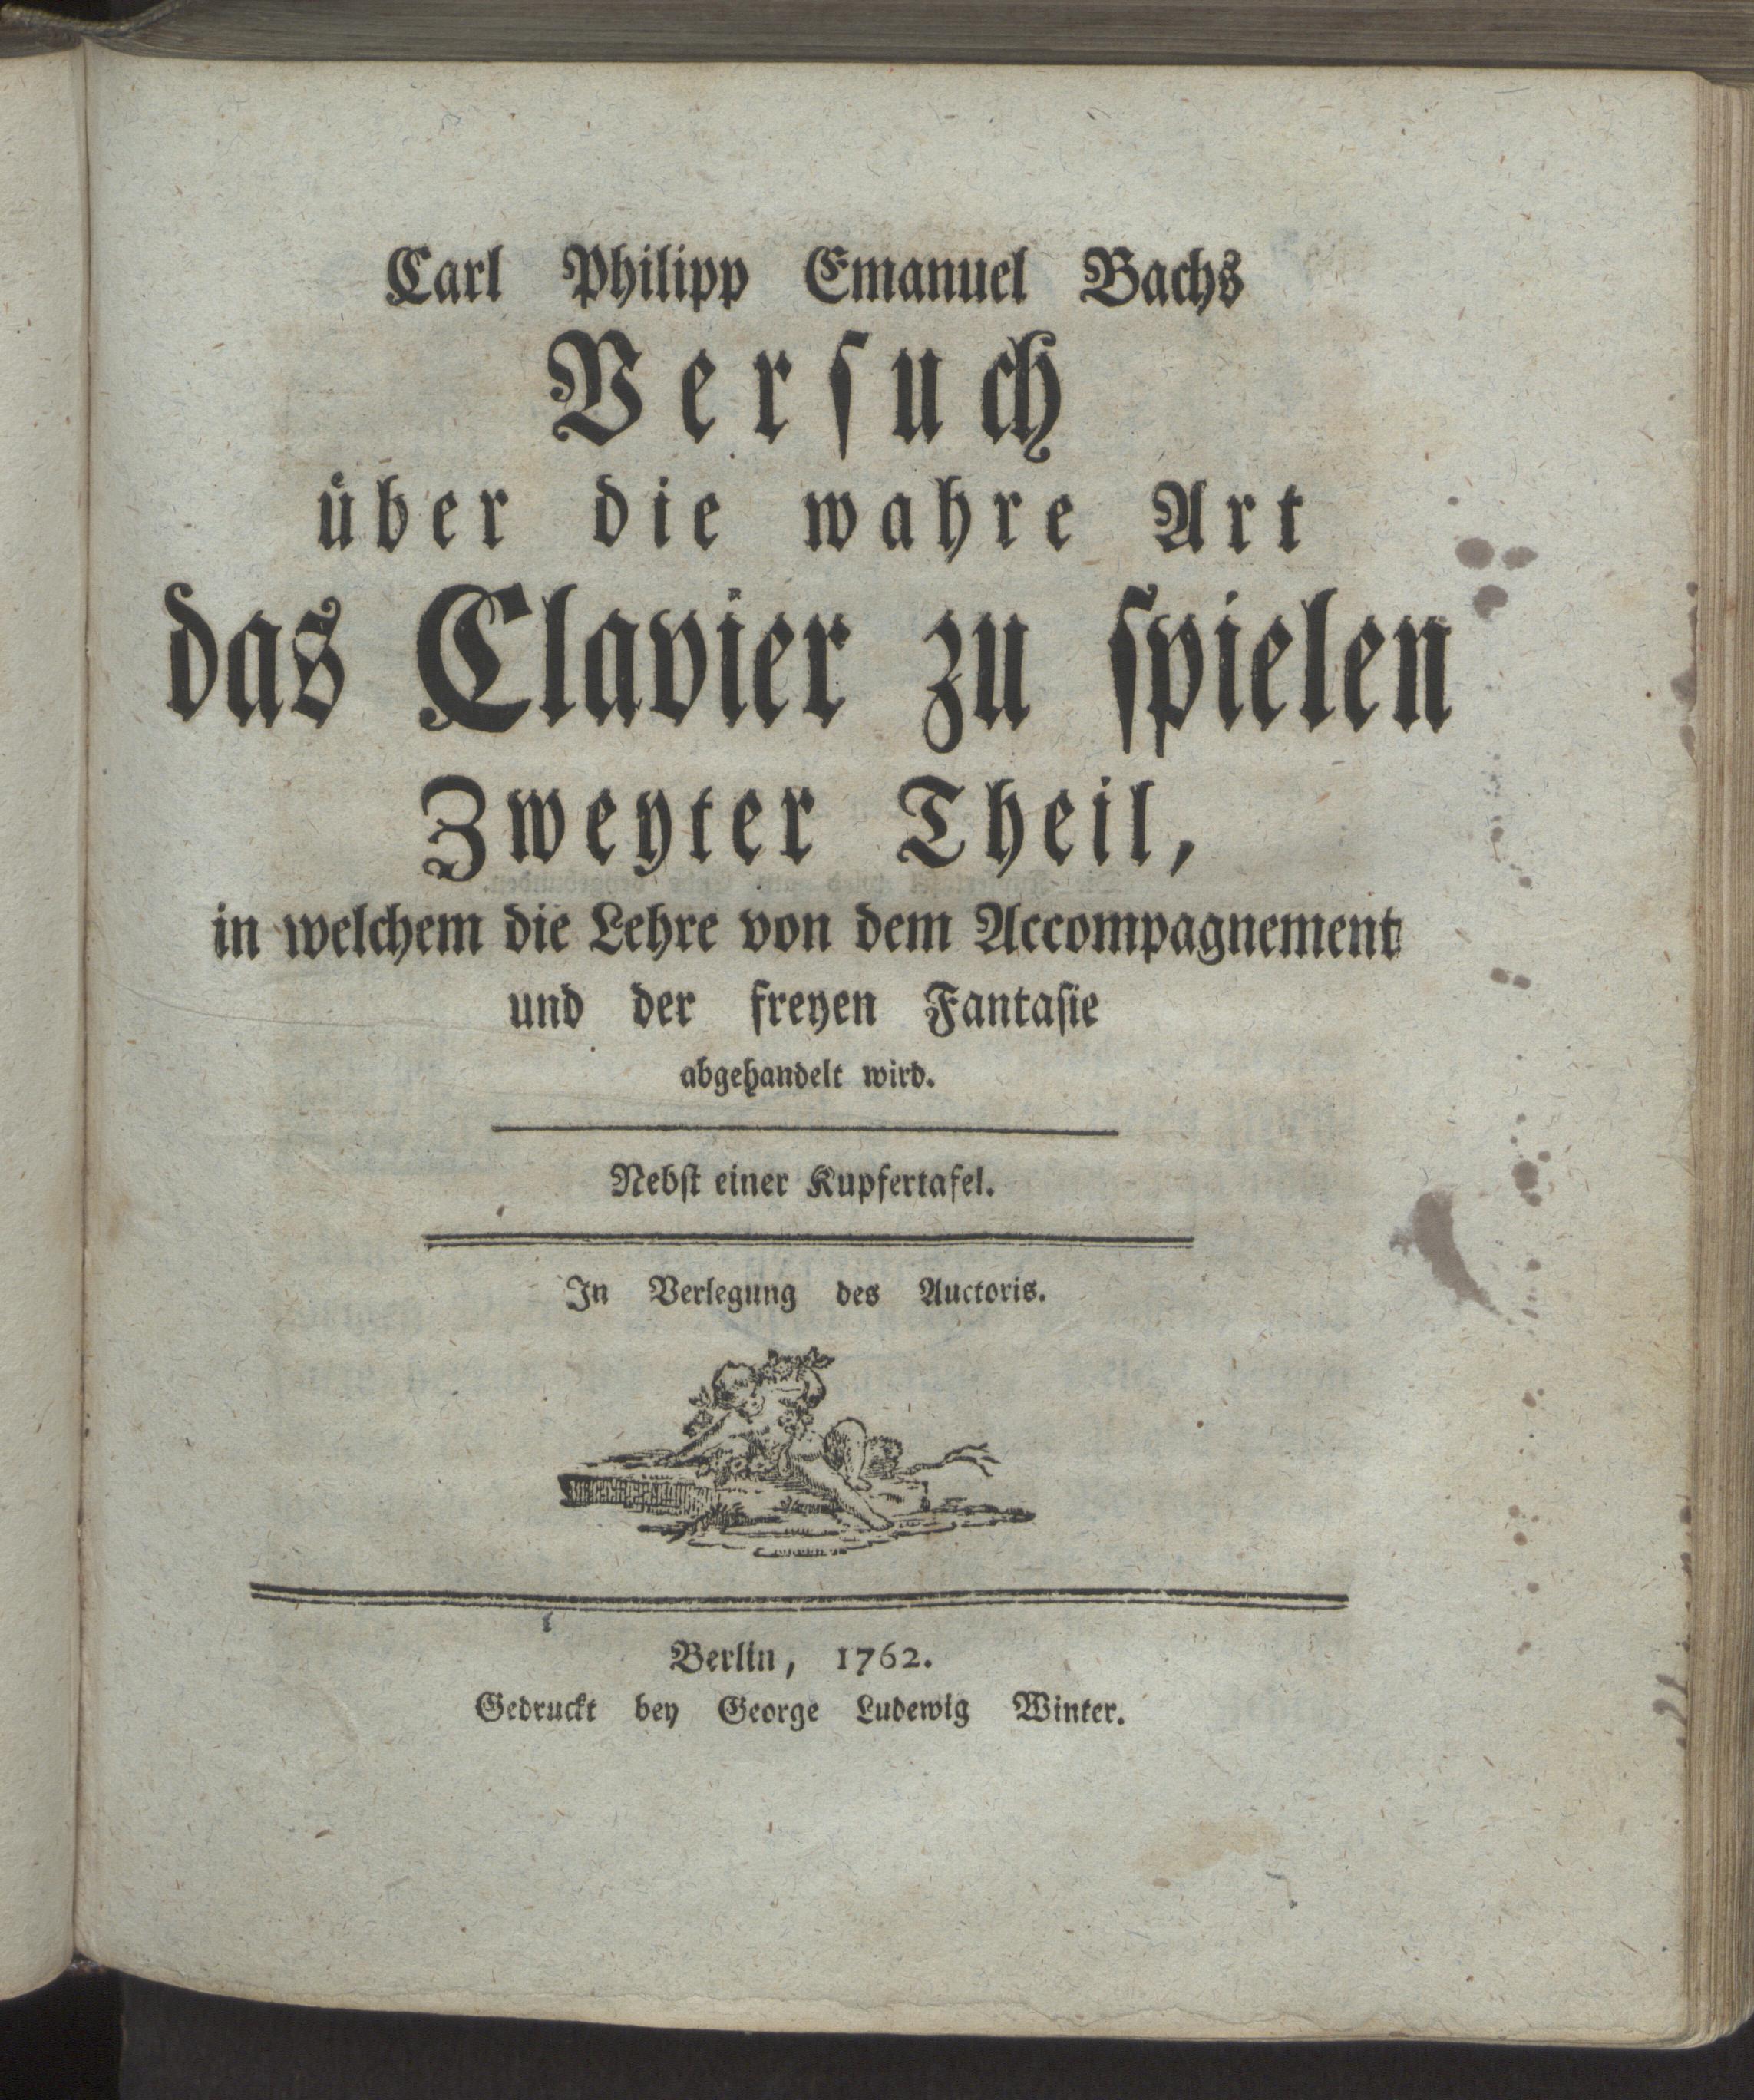 Carl Philipp Emanuel Bachs
Versuch
über die wahre Art
das Clavier zu spielen
Zweyter Theil,
in welchem die Lehre von dem Accompagnement
und der freyen Fantasie
abgehandelt wird.
Nebst einer Kupfertafel.
In Verlegung des Auctoris.
Berlin, 1762.
Gedruckt bey George Ludewig Winter.